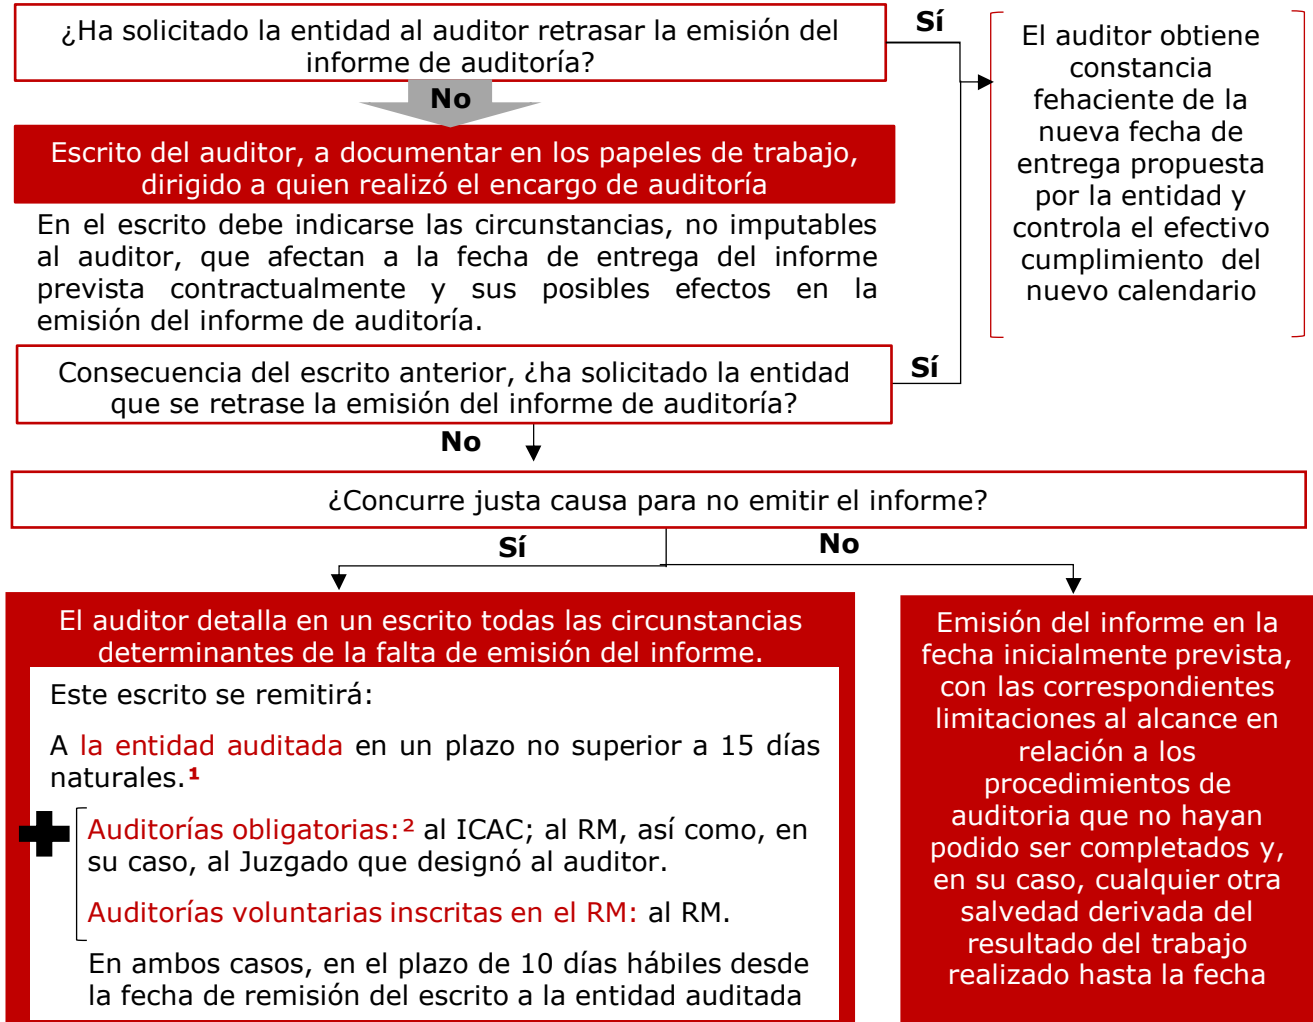 ¿Ha solicitado la entidad al auditor retrasar la emisión del
informe de auditoría?
Sí
No
El auditor obtiene
constancia
fehaciente de la
nueva fecha de
entrega propuesta
por la entidad y
controla el efectivo
cumplimiento del
nuevo calendario
Escrito del auditor, a documentar en los papeles de trabajo,
dirigido a quien realizó el encargo de auditoría
En el escrito debe indicarse las circunstancias, no imputables
al auditor, que afectan a la fecha de entrega del informe
prevista contractualmente y sus posibles efectos en la
emisión del informe de auditoría.
Consecuencia del escrito anterior, ¿ha solicitado la entidad
que se retrase la emisión del informe de auditoría?
Sí
No
¿Concurre justa causa para no emitir el informe?
Sí
No
El auditor detalla en un escrito todas las circunstancias
determinantes de la falta de emisión del informe.
Este escrito se remitirá:
A la entidad auditada en un plazo no superior a 15 días
naturales.¹
Auditorías obligatorias:² al ICAC; al RM, así como, en
su caso, al Juzgado que designó al auditor.
Auditorías voluntarias inscritas en el RM: al RM.
En ambos casos, en el plazo de 10 días hábiles desde
la fecha de remisión del escrito a la entidad auditada
Emisión del informe en la
fecha inicialmente prevista,
con las correspondientes
limitaciones al alcance en
relación a los
procedimientos de
auditoria que no hayan
podido ser completados y,
en su caso, cualquier otra
salvedad derivada del
resultado del trabajo
realizado hasta la fecha